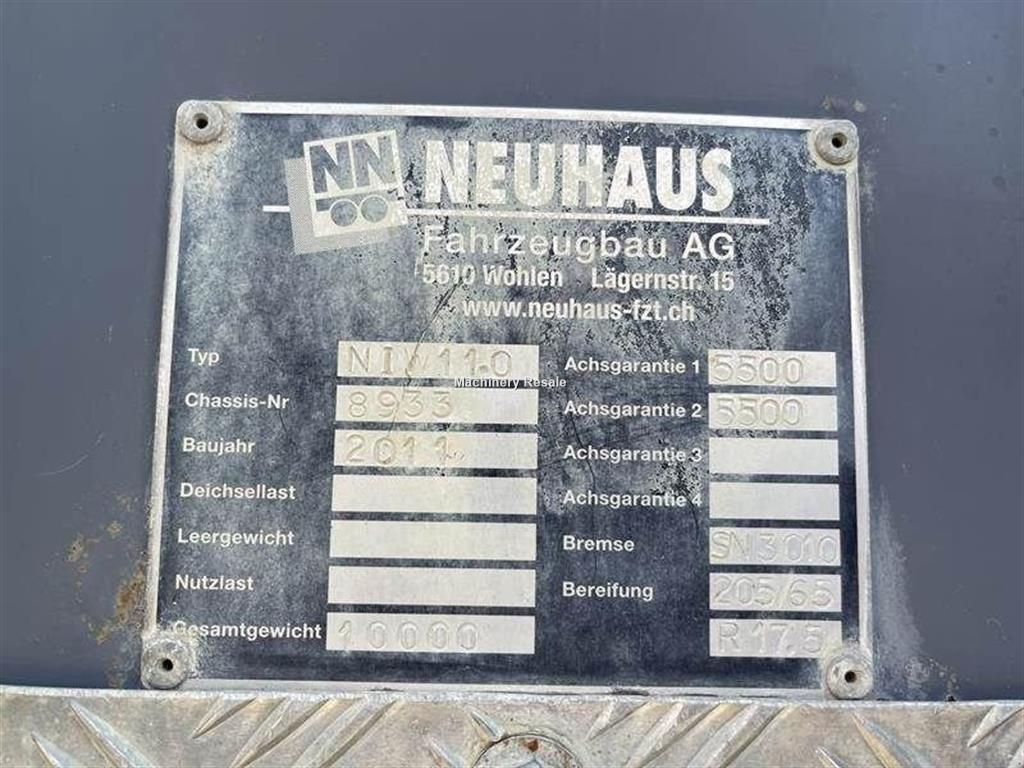 NN NEUHAUS
Fahrzeugbau AG
5610 Wohlen Lägernstr. 15
www.neuhaus-fzt.ch
Typ
Chassis-Nr 8933
Baujahr 2011
Deichsellast
Leergewicht
Nutzlast
Gesamtgewicht 10000
Achsgarantie 1 5500
Achsgarantie 2 5500
Achsgarantie 3
Achsgarantie 4
Bremse SN3010
Bereifung 205/65
R17.5
Machinery Resale